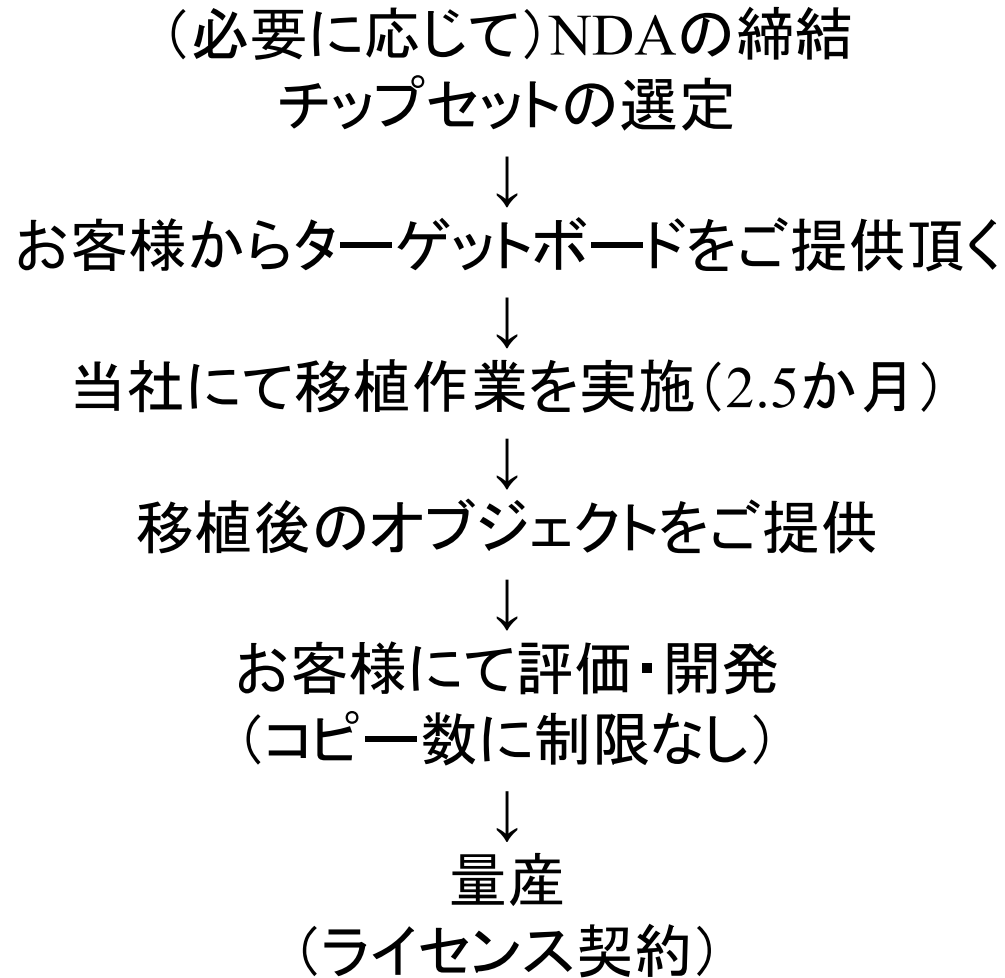 （必要に応じて）NDAの締結
チップセットの選定
↓
お客様からターゲットボードをご提供頂く
↓
当社にて移植作業を実施（2.5か月）
↓
移植後のオブジェクトをご提供
↓
お客様にて評価・開発
（コピー数に制限なし）
↓
量産
（ライセンス契約）